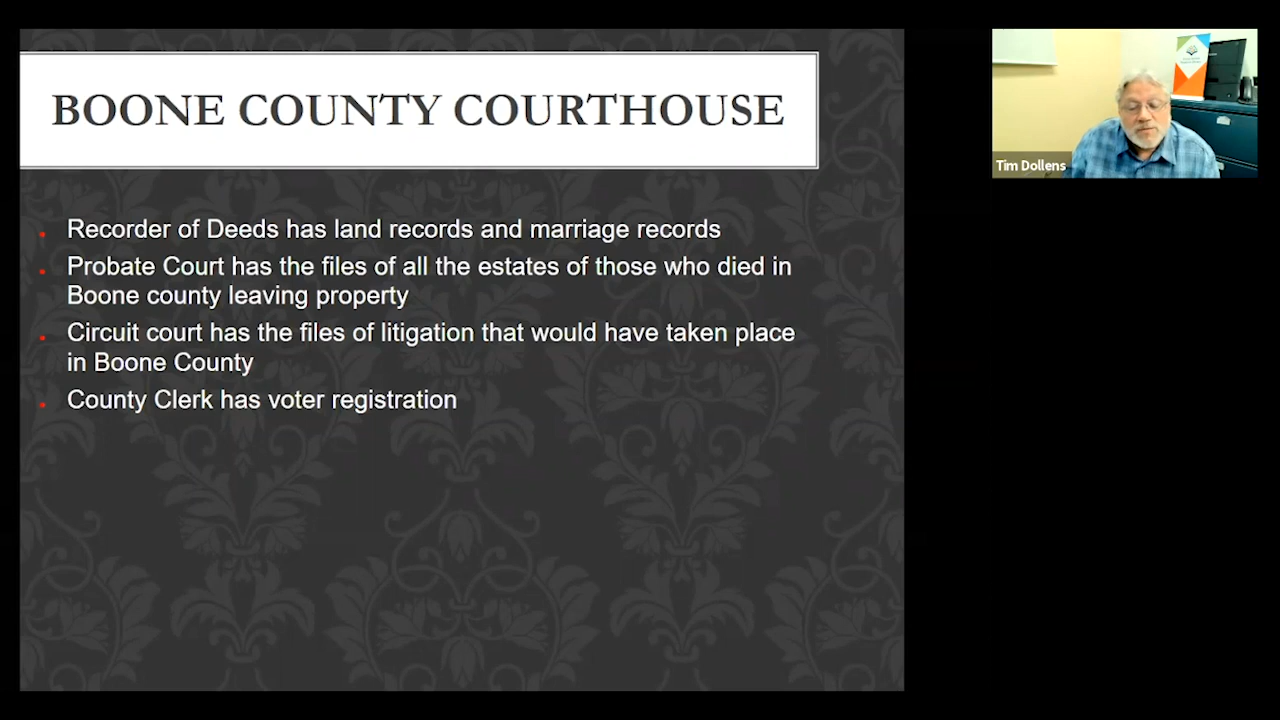 BOONE COUNTY COURTHOUSE
Recorder of Deeds has land records and marriage records
Probate Court has the files of all the estates of those who died in
Boone county leaving property
Circuit court has the files of litigation that would have taken place
in Boone County
County Clerk has voter registration
Tim Dollens